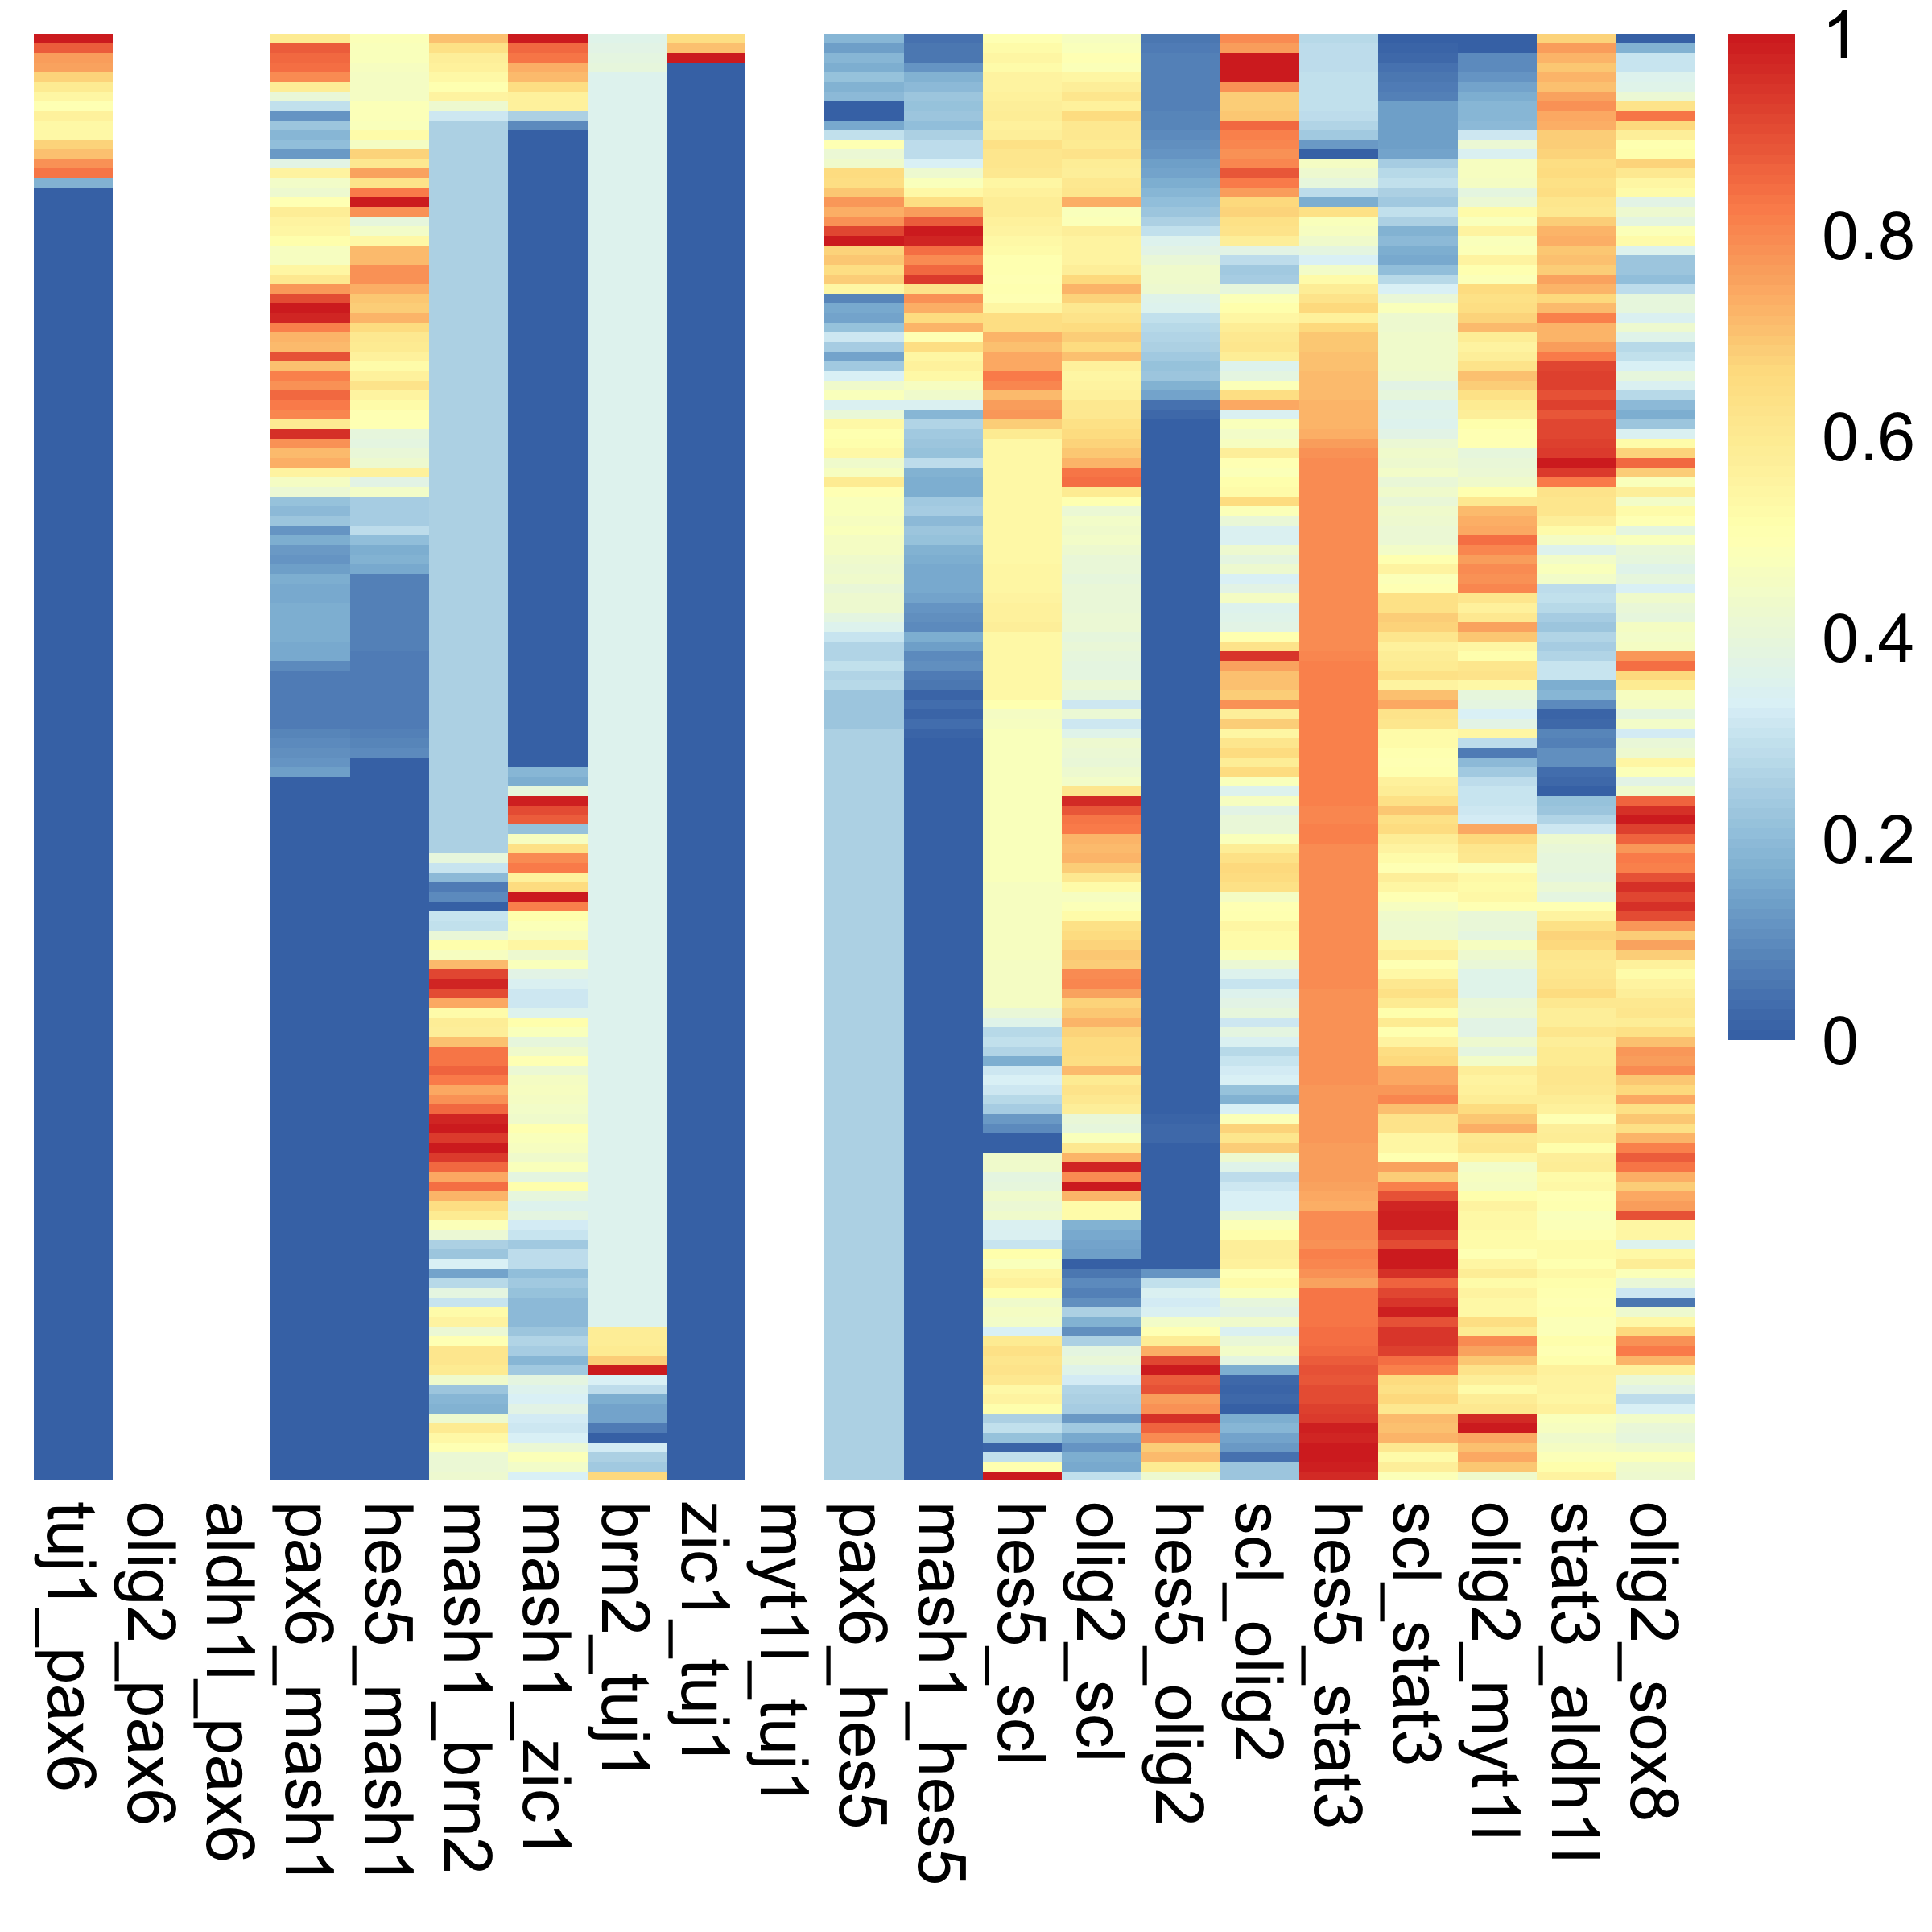 1
0.8
0.6
0.4
0.2
0
tuj1_pax6
olig2_pax6
aldh1l_pax6
pax6_mash1
hes5_mash1
mash1_brn2
mash1_zic1
brn2_tuj1
zic1_tuj1
myt1l_tuj1
pax6_hes5
mash1_hes5
hes5_scl
olig2_scl
hes5_olig2
scl_olig2
hes5_stat3
scl_stat3
olig2_myt1l
stat3_aldh1l
olig2_sox8